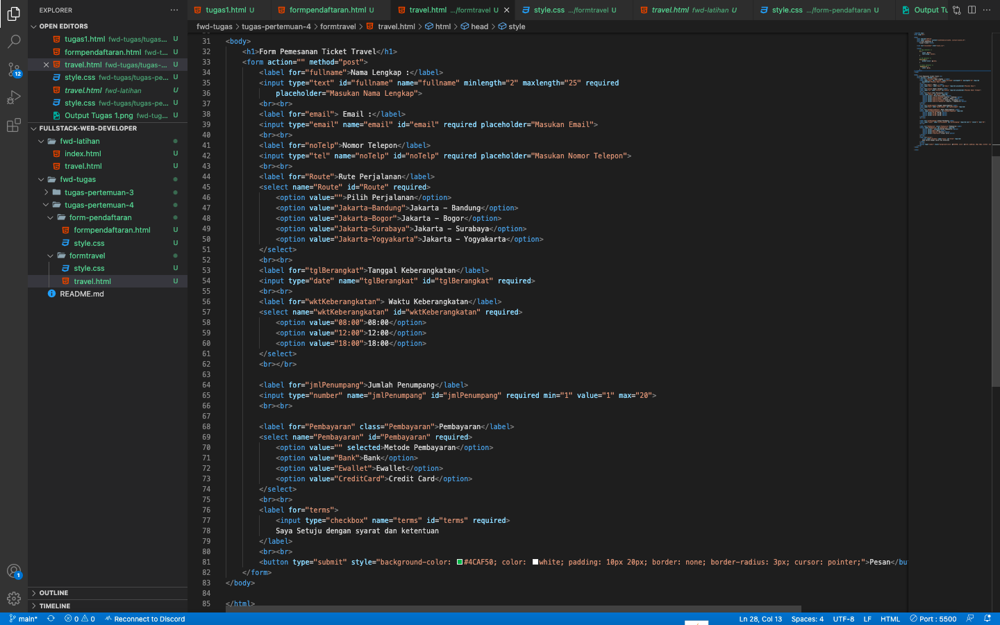 EXPLORER
OPEN EDITORS
tugas1.html fwd-tugas/tugas... U
formpendaftaran.html fwd-t... U
travel.html fwd-tugas/tugas-... U
style.css fwd-tugas/tugas-pe... U
travel.html fwd-latihan U
style.css fwd-tugas/tugas-pe... U
Output Tugas 1.png fwd-tug... U
FULLSTACK-WEB-DEVELOPER
fwd-latihan
index.html U
travel.html U
fwd-tugas
tugas-pertemuan-3
tugas-pertemuan-4
form-pendaftaran
formpendaftaran.html U
style.css U
formtravel
style.css U
travel.html U
README.md
OUTLINE
TIMELINE
12
1
tugas1.html U formpendaftaran.html U travel.html .../formtravel U style.css .../formtravel U travel.html fwd-latihan U style.css .../form-pendaftaran U Output Tu
fwd-tugas > tugas-pertemuan-4 > formtravel > travel.html > html > head > style
31 <body>
32 <h1>Form Pemesanan Ticket Travel</h1>
33 <form action="" method="post">
34 <label for="fullname">Nama Lengkap :</label>
35 <input type="text" id="fullname" name="fullname" minlength="2" maxlength="25" required
36 placeholder="Masukan Nama Lengkap">
37 <br><br>
38 <label for="email"> Email :</label>
39 <input type="email" name="email" id="email" required placeholder="Masukan Email">
40 <br><br>
41 <label for="noTelp">Nomor Telepon</label>
42 <input type="tel" name="noTelp" id="noTelp" required placeholder="Masukan Nomor Telepon">
43 <br><br>
44 <label for="Route">Rute Perjalanan</label>
45 <select name="Route" id="Route" required>
46 <option value="">Pilih Perjalanan</option>
47 <option value="Jakarta-Bandung">Jakarta - Bandung</option>
48 <option value="Jakarta-Bogor">Jakarta - Bogor</option>
49 <option value="Jakarta-Surabaya">Jakarta - Surabaya</option>
50 <option value="Jakarta-Yogyakarta">Jakarta - Yogyakarta</option>
51 </select>
52 <br><br>
53 <label for="tglBerangkat">Tanggal Keberangkatan</label>
54 <input type="date" name="tglBerangkat" id="tglBerangkat" required>
55 <br><br>
56 <label for="wktKeberangkatan"> Waktu Keberangkatan</label>
57 <select name="wktKeberangkatan" id="wktKeberangkatan" required>
58 <option value="08:00">08:00</option>
59 <option value="12:00">12:00</option>
60 <option value="18:00">18:00</option>
61 </select>
62 <br></br>
63
64 <label for="jmlPenumpang">Jumlah Penumpang</label>
65 <input type="number" name="jmlPenumpang" id="jmlPenumpang" required min="1" value="1" max="20">
66 <br><br>
67
68 <label for="Pembayaran" class="Pembayaran">Pembayaran</label>
69 <select name="Pembayaran" id="Pembayaran" required>
70 <option value="" selected>Metode Pembayaran</option>
71 <option value="Bank">Bank</option>
72 <option value="Ewallet">Ewallet</option>
73 <option value="CreditCard">Credit Card</option>
74 </select>
75 <br><br>
76 <label for="terms">
77 <input type="checkbox" name="terms" id="terms" required>
78 Saya Setuju dengan syarat dan ketentuan
79 </label>
80 <br><br>
81 <button type="submit" style="background-color: #4CAF50; color: white; padding: 10px 20px; border: none; border-radius: 3px; cursor: pointer;">Pesan</bu
82 </form>
83 </body>
84
85 </html>
main* 0 0 Reconnect to Discord Ln 28, Col 13 Spaces: 4 UTF-8 LF HTML Port : 5500